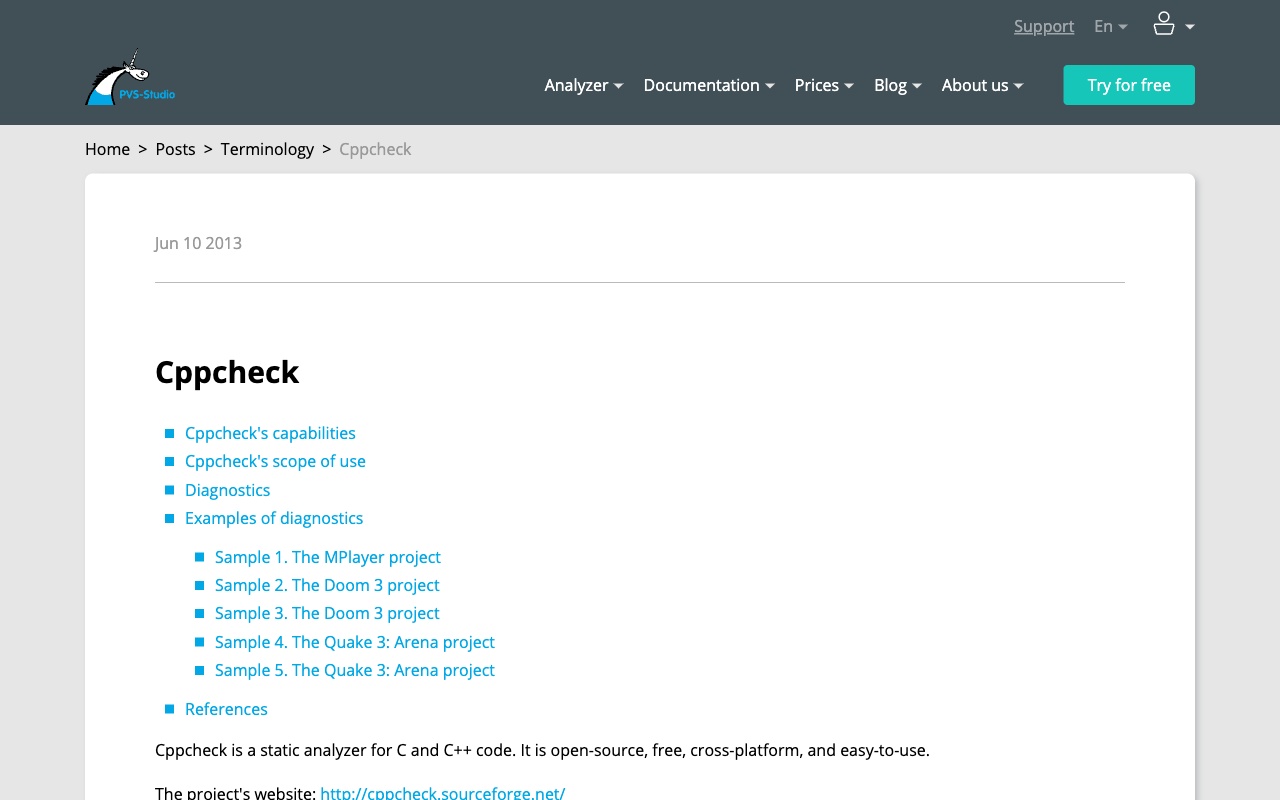 Support En
PVS-Studio
Analyzer Documentation Prices Blog About us Try for free
Home > Posts > Terminology > Cppcheck
Jun 10 2013
Cppcheck
Cppcheck's capabilities
Cppcheck's scope of use
Diagnostics
Examples of diagnostics
Sample 1. The MPlayer project
Sample 2. The Doom 3 project
Sample 3. The Doom 3 project
Sample 4. The Quake 3: Arena project
Sample 5. The Quake 3: Arena project
References
Cppcheck is a static analyzer for C and C++ code. It is open-source, free, cross-platform, and easy-to-use.
The project's website: http://cppcheck.sourceforge.net/